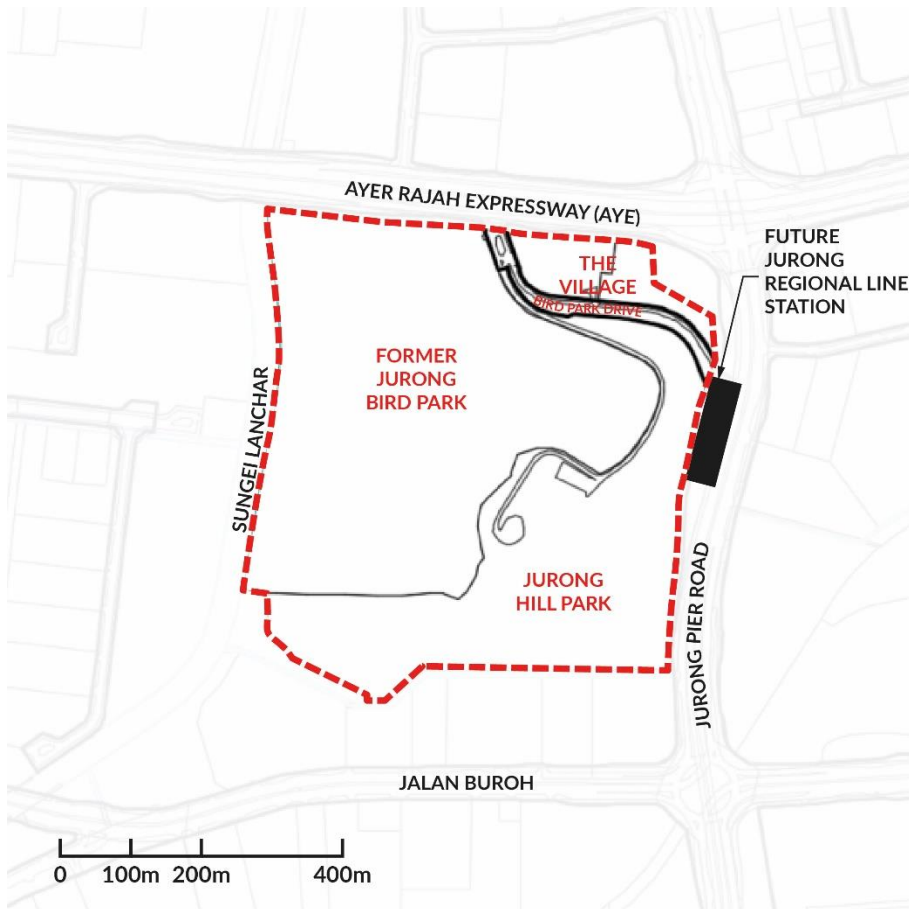 AYER RAJAH EXPRESSWAY (AYE)
FUTURE
JURONG
REGIONAL LINE
STATION
THE
VILLAGE
BIRD PARK DRIVE
FORMER
JURONG
BIRD PARK
SUNGEI LANCHAR
JURONG
HILL PARK
JURONG PIER ROAD
JALAN BUROH
0 100m 200m 400m